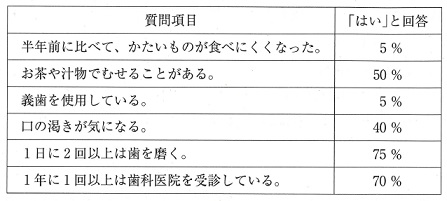 質問項目 「はい」と回答
半年前に比べて、かたいものが食べにくくなった。 5 %
お茶や汁物でむせることがある。 50 %
義歯を使用している。 5 %
口の渇きが気になる。 40 %
1日に2回以上は歯を磨く。 75 %
1年に1回以上は歯科医院を受診している。 70 %